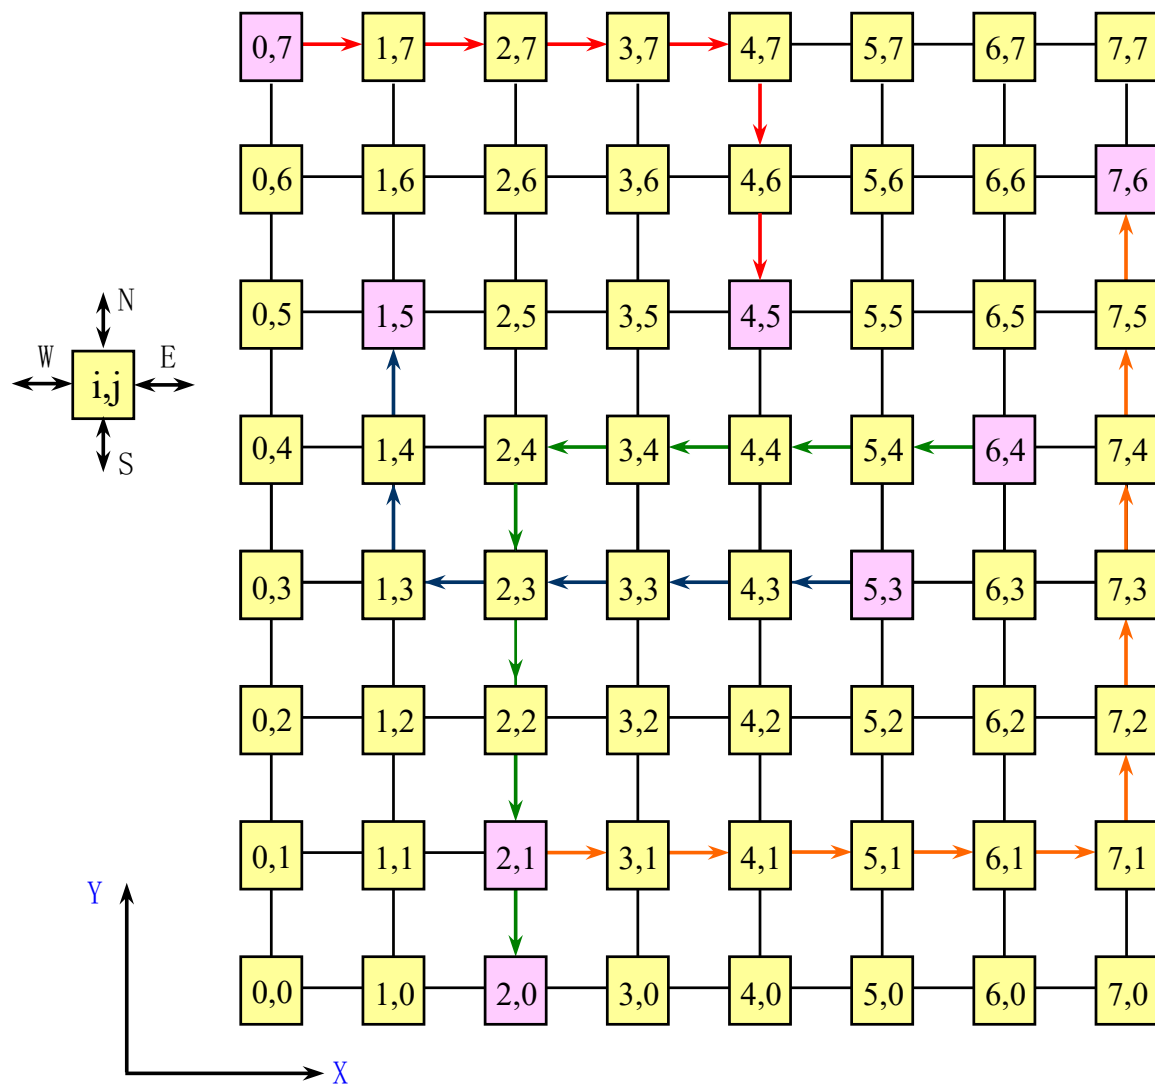 0,7 1,7 2,7 3,7 4,7 5,7 6,7 7,7
0,6 1,6 2,6 3,6 4,6 5,6 6,6 7,6
0,5 1,5 2,5 3,5 4,5 5,5 6,5 7,5
N
W E
i,j
S
0,4 1,4 2,4 3,4 4,4 5,4 6,4 7,4
0,3 1,3 2,3 3,3 4,3 5,3 6,3 7,3
0,2 1,2 2,2 3,2 4,2 5,2 6,2 7,2
0,1 1,1 2,1 3,1 4,1 5,1 6,1 7,1
Y
0,0 1,0 2,0 3,0 4,0 5,0 6,0 7,0
X